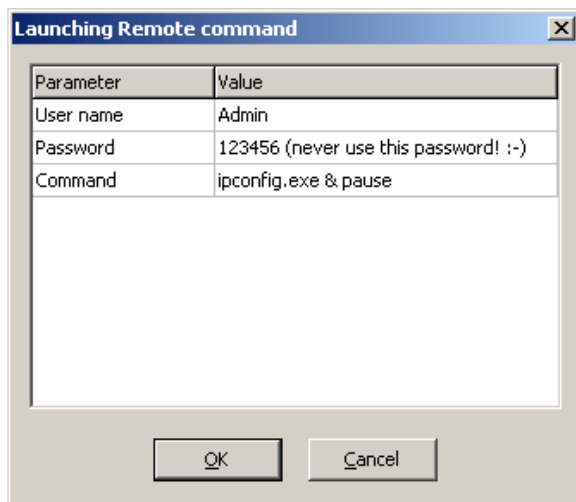 Launching Remote command
Parameter Value
User name Admin
Password 123456 (never use this password! :-)
Command ipconfig.exe & pause
OK Cancel